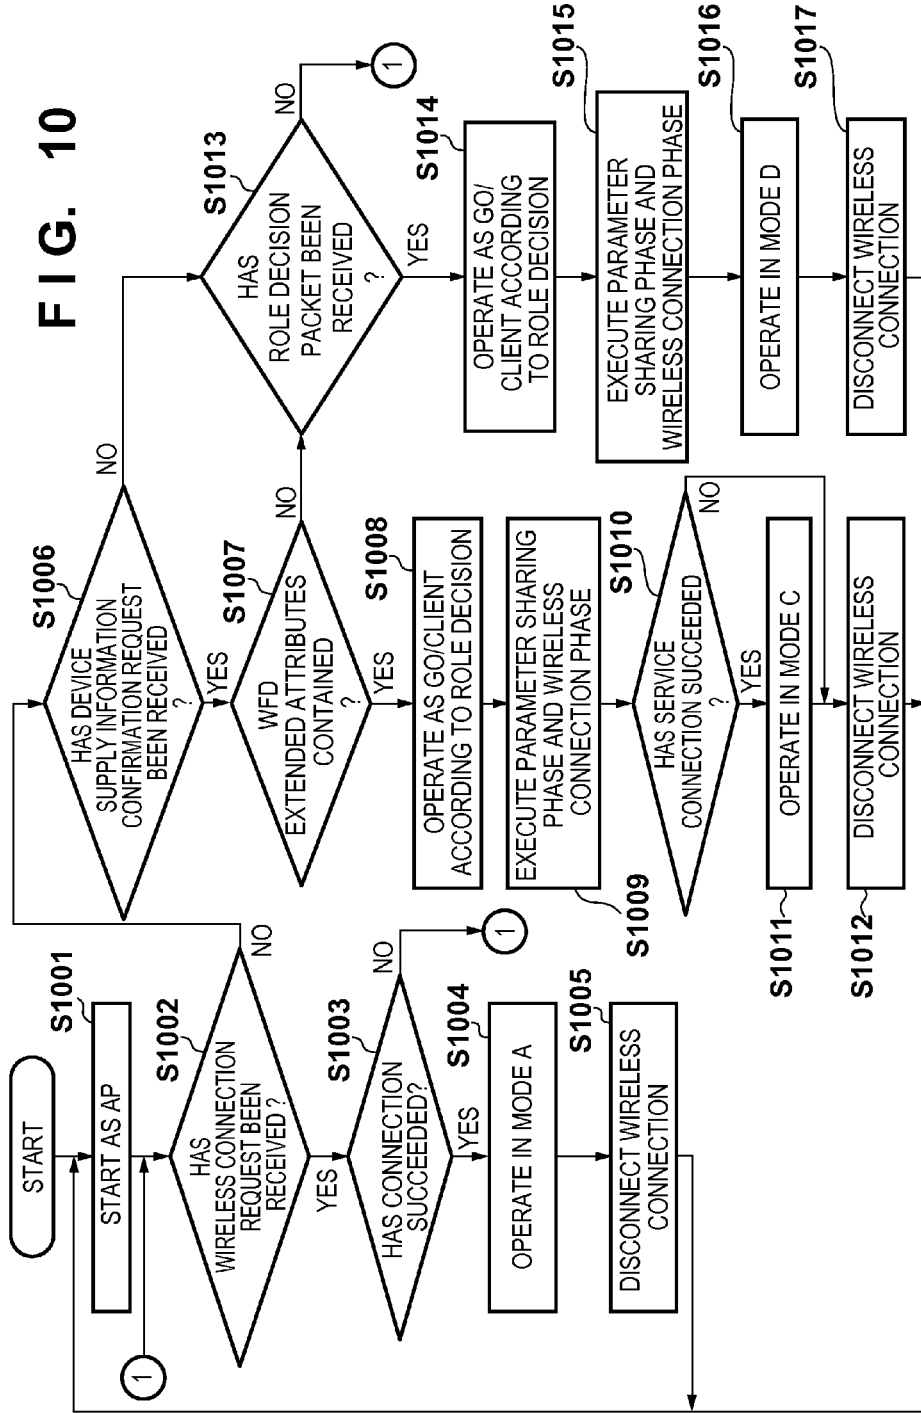 FIG. 10
START
S1001
START AS AP
1
S1002
HAS
WIRELESS CONNECTION
REQUEST BEEN
RECEIVED ?
NO
YES
S1003
HAS CONNECTION
SUCCEEDED?
NO
1
YES
S1004
OPERATE IN MODE A
S1005
DISCONNECT WIRELESS
CONNECTION
S1006
HAS DEVICE
SUPPLY INFORMATION
CONFIRMATION REQUEST
BEEN RECEIVED
?
NO
YES
S1007
WFD
EXTENDED ATTRIBUTES
CONTAINED
?
NO
YES
S1008
OPERATE AS GO/CLIENT
ACCORDING TO ROLE DECISION
EXECUTE PARAMETER SHARING
PHASE AND WIRELESS
CONNECTION PHASE
S1009
S1010
HAS SERVICE
CONNECTION SUCCEEDED
?
NO
YES
OPERATE IN MODE C
S1011
DISCONNECT WIRELESS
CONNECTION
S1012
S1013
HAS
ROLE DECISION
PACKET BEEN
RECEIVED
?
NO
1
YES
S1014
OPERATE AS GO/
CLIENT ACCORDING
TO ROLE DECISION
S1015
EXECUTE PARAMETER
SHARING PHASE AND
WIRELESS CONNECTION PHASE
S1016
OPERATE IN MODE D
S1017
DISCONNECT WIRELESS
CONNECTION